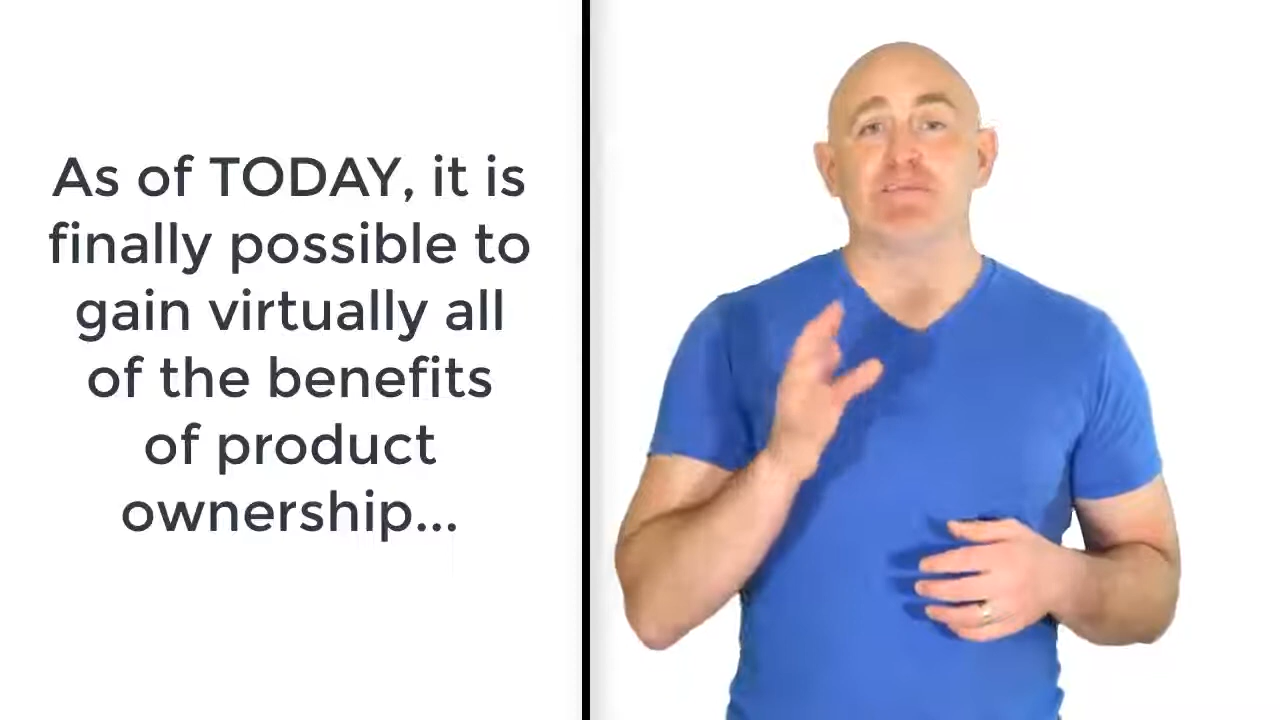 As of TODAY, it is
finally possible to
gain virtually all
of the benefits
of product
ownership...